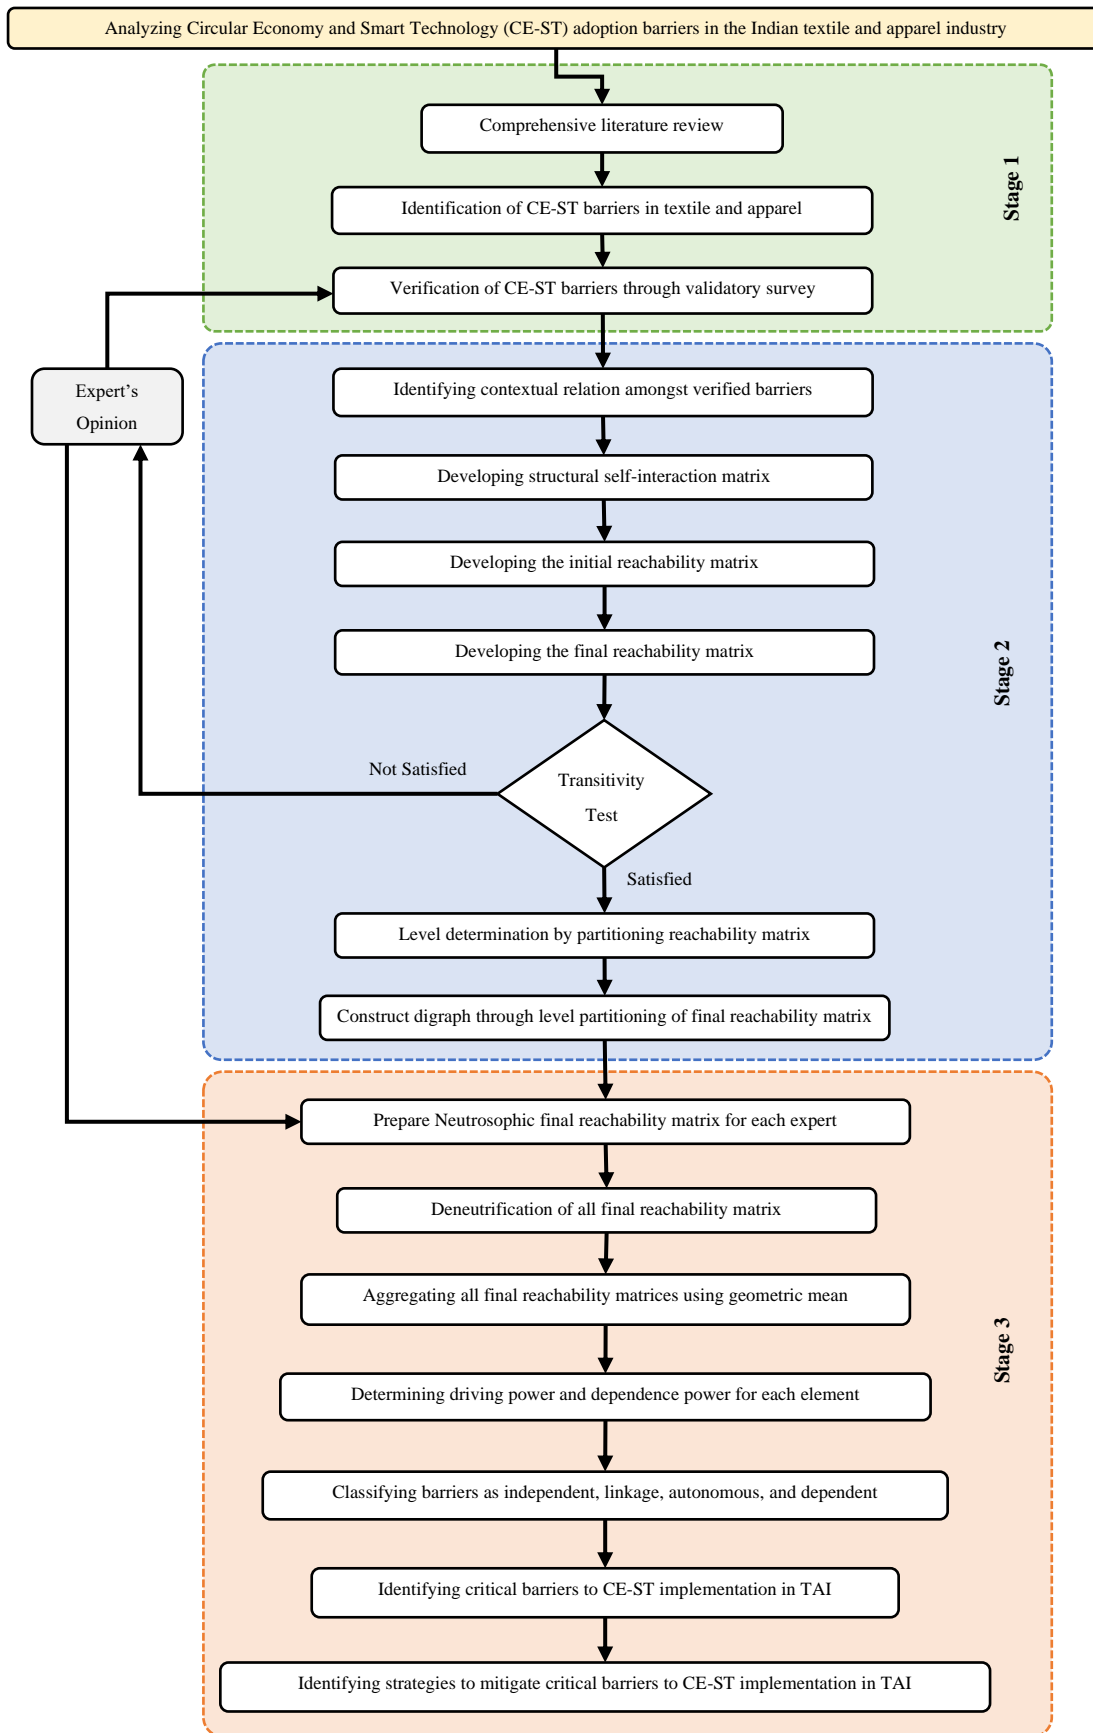 Analyzing Circular Economy and Smart Technology (CE-ST) adoption barriers in the Indian textile and apparel industry
Comprehensive literature review
Stage 1
Identification of CE-ST barriers in textile and apparel
Verification of CE-ST barriers through validatory survey
Expert's
Opinion
Identifying contextual relation amongst verified barriers
Developing structural self-interaction matrix
Developing the initial reachability matrix
Developing the final reachability matrix
Stage 2
Not Satisfied
Transitivity
Test
Satisfied
Level determination by partitioning reachability matrix
Construct digraph through level partitioning of final reachability matrix
Prepare Neutrosophic final reachability matrix for each expert
Deneutrification of all final reachability matrix
Aggregating all final reachability matrices using geometric mean
Stage 3
Determining driving power and dependence power for each element
Classifying barriers as independent, linkage, autonomous, and dependent
Identifying critical barriers to CE-ST implementation in TAI
Identifying strategies to mitigate critical barriers to CE-ST implementation in TAI